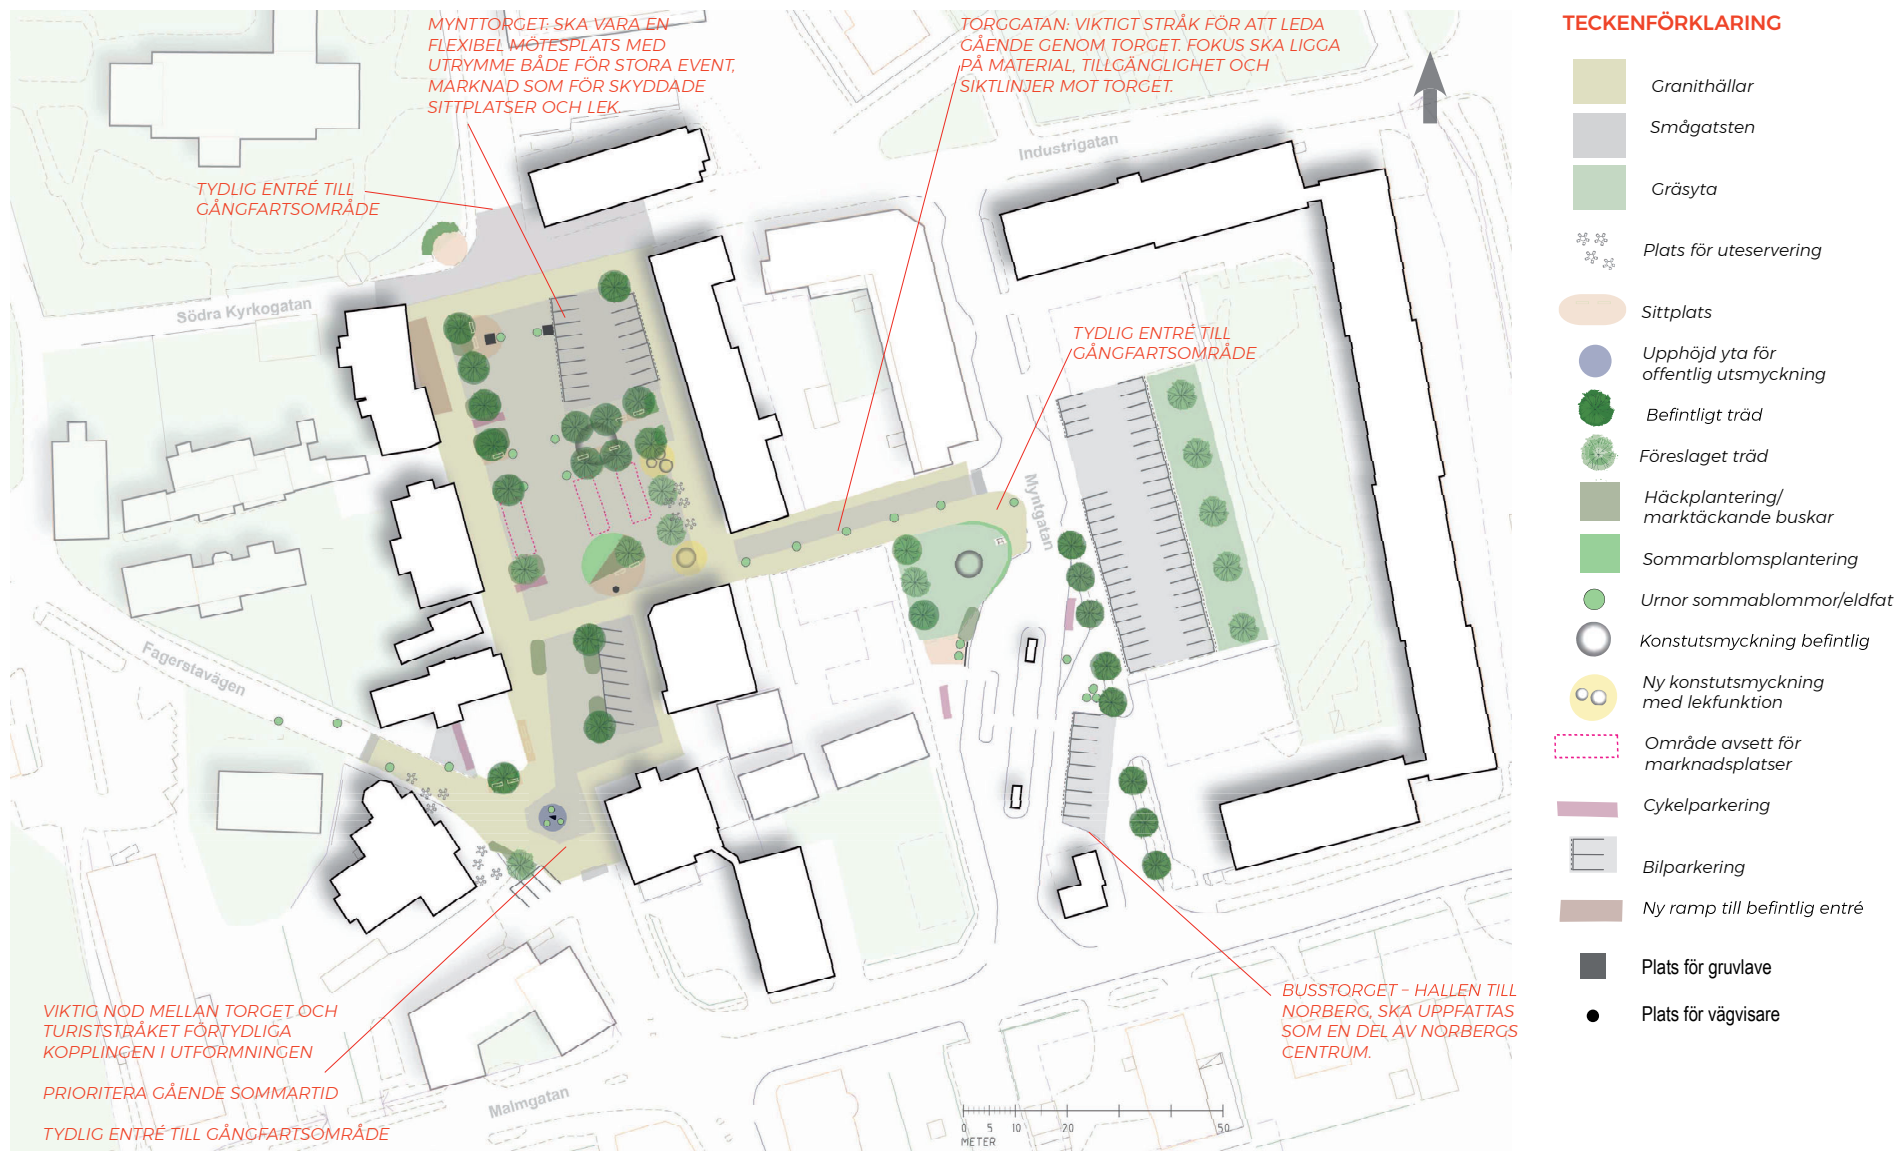 MYNTTORGET: SKA VARA EN
FLEXIBEL MÖTESPLATS MED
UTRYMME BÅDE FÖR STORA EVENT,
MARKNAD SOM FÖR SKYDDADE
SITTPLATSER OCH LEK.
TORGGATAN: VIKTIGT STRÅK FÖR ATT LEDA
GÅENDE GENOM TORGET. FOKUS SKA LIGGA
PÅ MATERIAL, TILLGÄNGLIGHET OCH
SIKTLINJER MOT TORGET.
TYDLIG ENTRÉ TILL
GÅNGFARTSOMRÅDE
Industrigatan
Södra Kyrkogatan
TYDLIG ENTRÉ TILL
GÅNGFARTSOMRÅDE
Myntgatan
Fagerstavägen
VIKTIG NOD MELLAN TORGET OCH
TURISTSTRÅKET FÖRTYDLIGA
KOPPLINGEN I UTFORMNINGEN
PRIORITERA GÅENDE SOMMARTID
TYDLIG ENTRÉ TILL GÅNGFARTSOMRÅDE
Malmgatan
BUSSTORGET – HALLEN TILL
NORBERG, SKA UPPFATTAS
SOM EN DEL AV NORBERGS
CENTRUM.
0 5 10 20 50
METER
TECKENFÖRKLARING
Granithällar
Smågatsten
Gräsyta
Plats för uteservering
Sittplats
Upphöjd yta för
offentlig utsmyckning
Befintligt träd
Föreslaget träd
Häckplantering/
marktäckande buskar
Sommarblomsplantering
Urnor sommablommor/eldfat
Konstutsmyckning befintlig
Ny konstutsmyckning
med lekfunktion
Område avsett för
marknadsplatser
Cykelparkering
Bilparkering
Ny ramp till befintlig entré
Plats för gruvlave
Plats för vägvisare